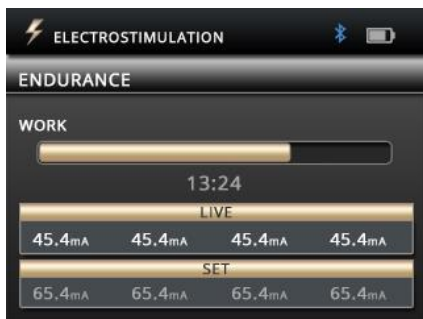 ELECTROSTIMULATION
ENDURANCE
WORK
13:24
LIVE
45.4mA 45.4mA 45.4mA 45.4mA
SET
65.4mA 65.4mA 65.4mA 65.4mA